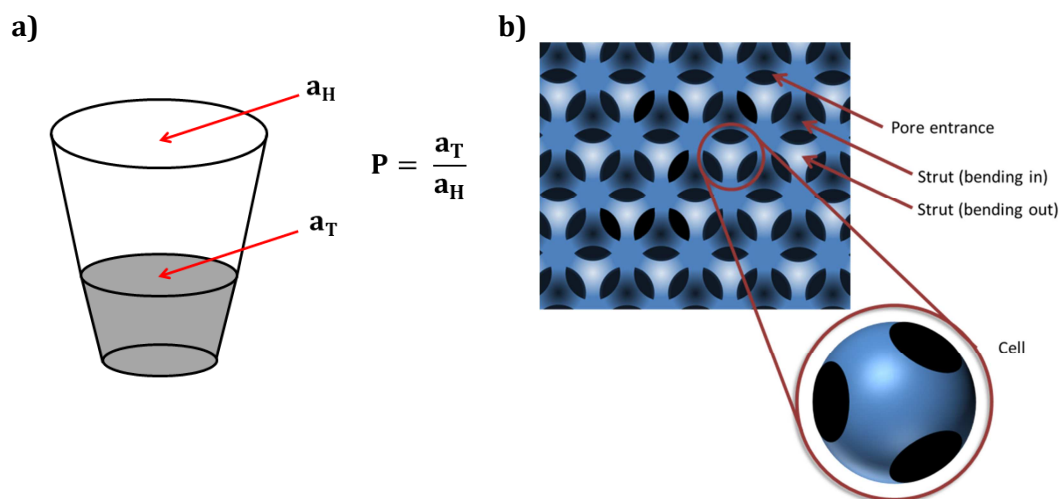 a)
a_H
P = a_T / a_H
a_T
b)
Pore entrance
Strut (bending in)
Strut (bending out)
Cell